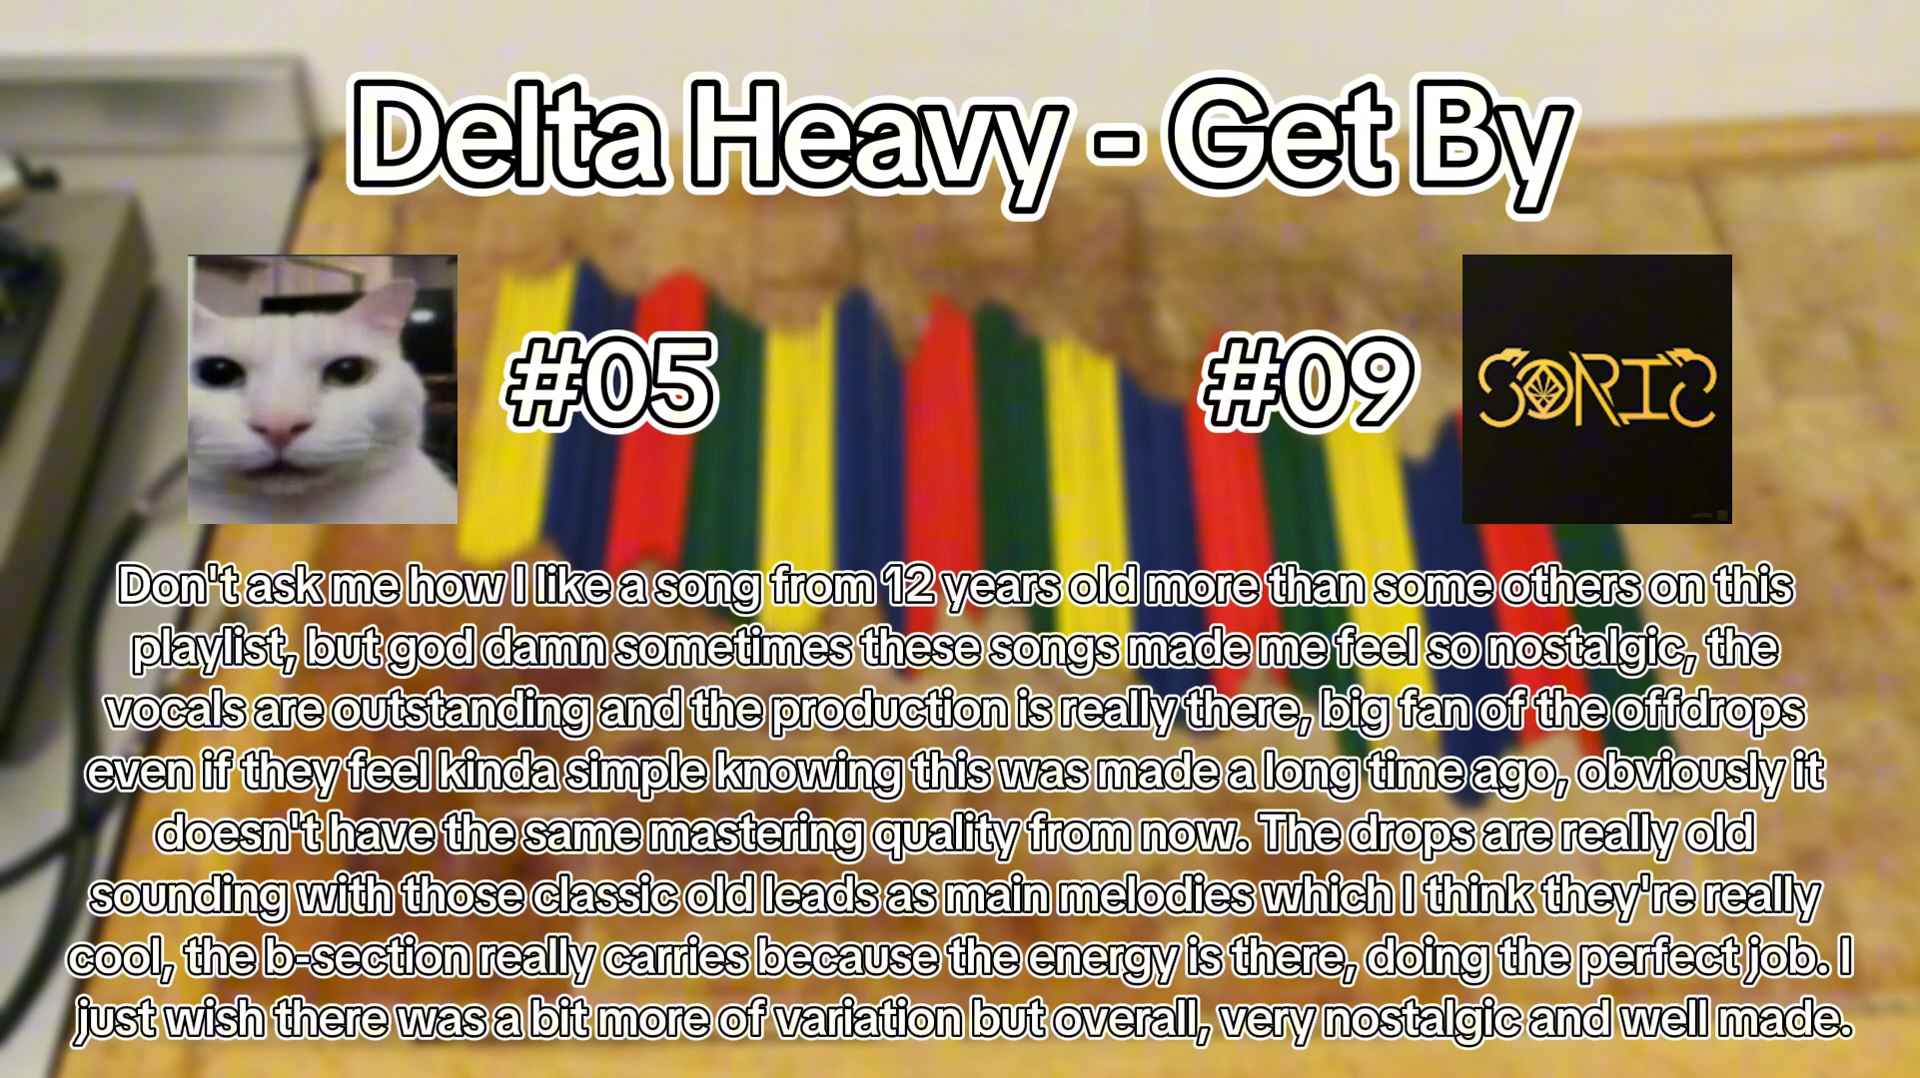 Delta Heavy - Get By
#05
#09
SORIS
Don't ask me how I like a song from 12 years old more than some others on this
playlist, but god damn sometimes these songs made me feel so nostalgic, the
vocals are outstanding and the production is really there, big fan of the offdrops
even if they feel kinda simple knowing this was made a long time ago, obviously it
doesn't have the same mastering quality from now. The drops are really old
sounding with those classic old leads as main melodies which I think they're really
cool, the b-section really carries because the energy is there, doing the perfect job. I
just wish there was a bit more of variation but overall, very nostalgic and well made.